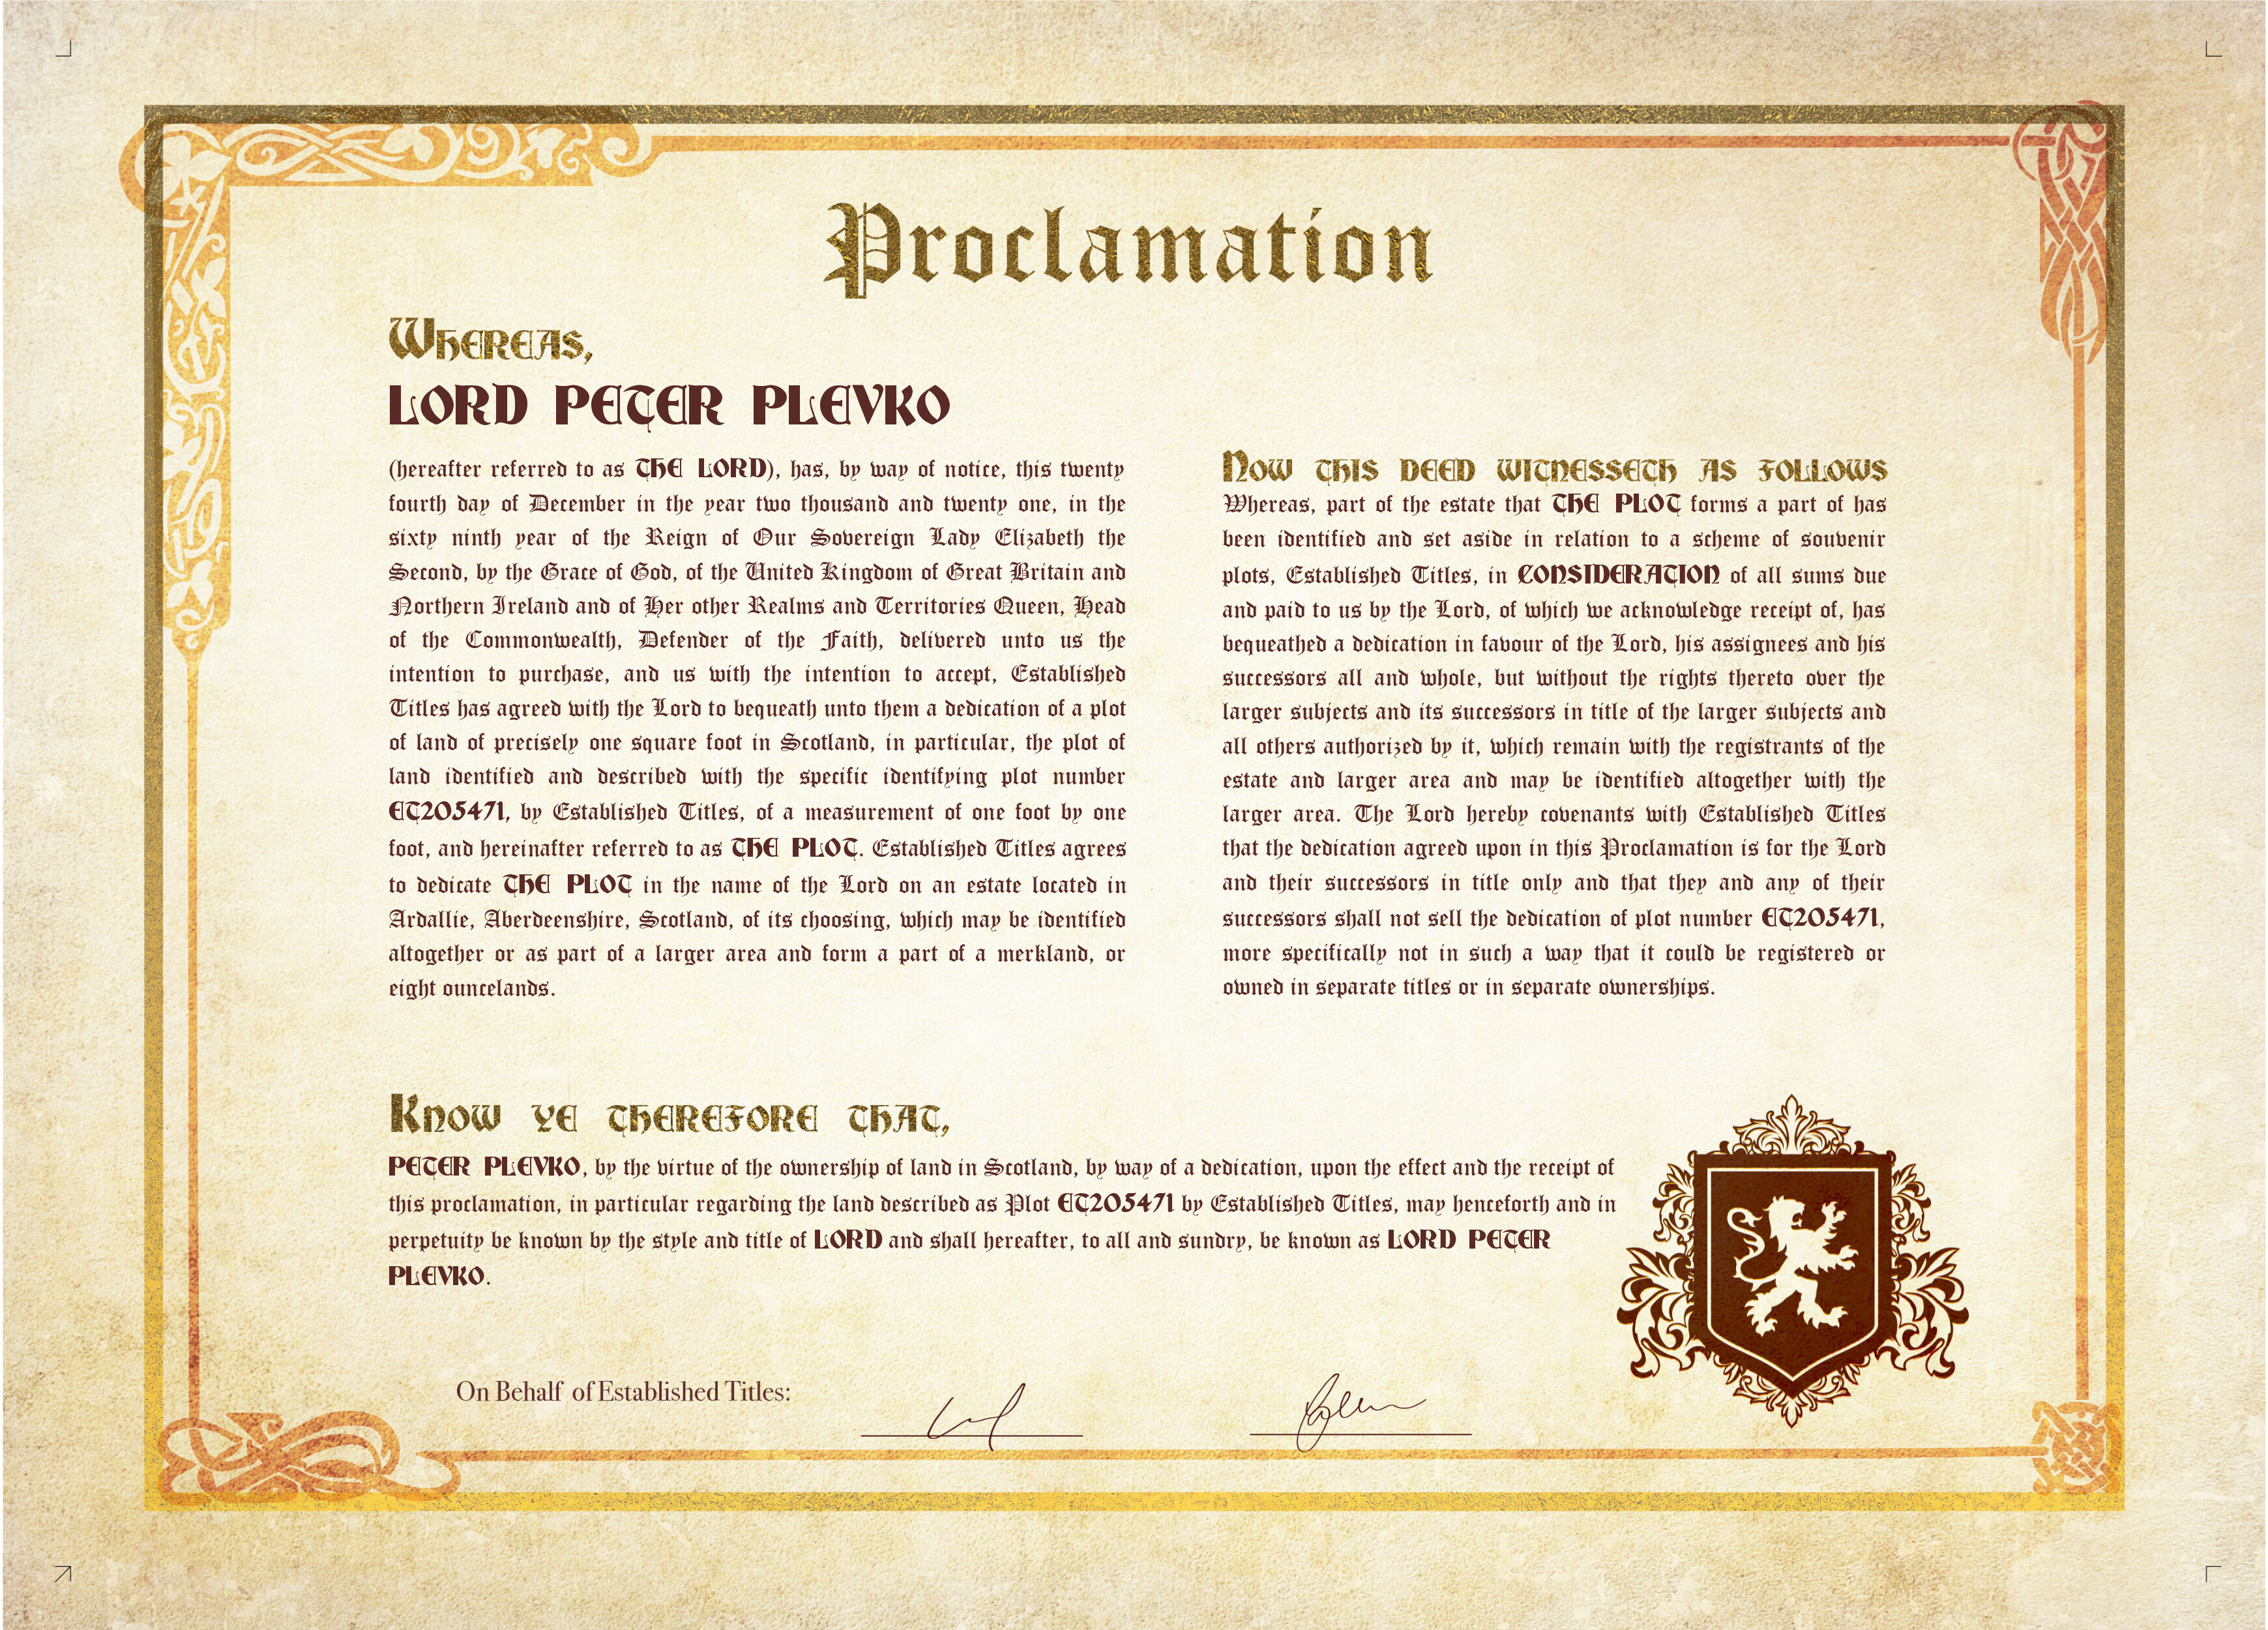 Proclamation
Whereas,
LORD PETER PLEVKO
(hereafter referred to as THE LORD), has, by way of notice, this twenty
fourth day of December in the year two thousand and twenty one, in the
sixty ninth year of the Reign of Our Sovereign Lady Elizabeth the
Second, by the Grace of God, of the United Kingdom of Great Britain and
Northern Ireland and of Her other Realms and Territories Queen, Head
of the Commonwealth, Defender of the Faith, delivered unto us the
intention to purchase, and us with the intention to accept, Established
Titles has agreed with the Lord to bequeath unto them a dedication of a plot
of land of precisely one square foot in Scotland, in particular, the plot of
land identified and described with the specific identifying plot number
ET205471, by Established Titles, of a measurement of one foot by one
foot, and hereinafter referred to as THE PLOT. Established Titles agrees
to dedicate THE PLOT in the name of the Lord on an estate located in
Ardallie, Aberdeenshire, Scotland, of its choosing, which may be identified
altogether or as part of a larger area and form a part of a merkland, or
eight ouncelands.
Now this deed witnesseth as follows
Whereas, part of the estate that THE PLOT forms a part of has
been identified and set aside in relation to a scheme of souvenir
plots, Established Titles, in CONSIDERATION of all sums due
and paid to us by the Lord, of which we acknowledge receipt of, has
bequeathed a dedication in favour of the Lord, his assignees and his
successors all and whole, but without the rights thereto over the
larger subjects and its successors in title of the larger subjects and
all others authorized by it, which remain with the registrants of the
estate and larger area and may be identified altogether with the
larger area. The Lord hereby covenants with Established Titles
that the dedication agreed upon in this Proclamation is for the Lord
and their successors in title only and that they and any of their
successors shall not sell the dedication of plot number ET205471,
more specifically not in such a way that it could be registered or
owned in separate titles or in separate ownerships.
Know ye therefore that,
PETER PLEVKO, by the virtue of the ownership of land in Scotland, by way of a dedication, upon the effect and the receipt of
this proclamation, in particular regarding the land described as Plot ET205471 by Established Titles, may henceforth and in
perpetuity be known by the style and title of LORD and shall hereafter, to all and sundry, be known as LORD PETER
PLEVKO.
On Behalf of Established Titles: